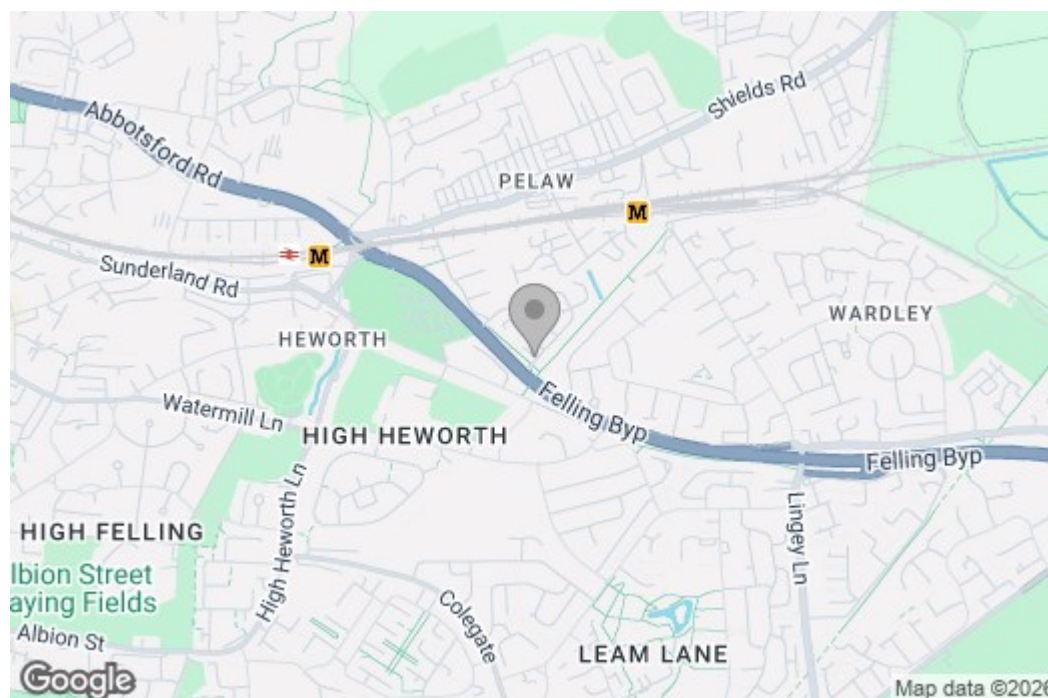 Abbotsford Rd
Shields Rd
PELAW
M
M
Sunderland Rd
WARDLEY
HEWORTH
Watermill Ln
Felling Byp
HIGH HEWORTH
Felling Byp
HIGH FELLING
High Heworth Ln
Lingey Ln
lbion Street
aying Fields
Colegate
Albion St
LEAM LANE
Google
Map data ©2026